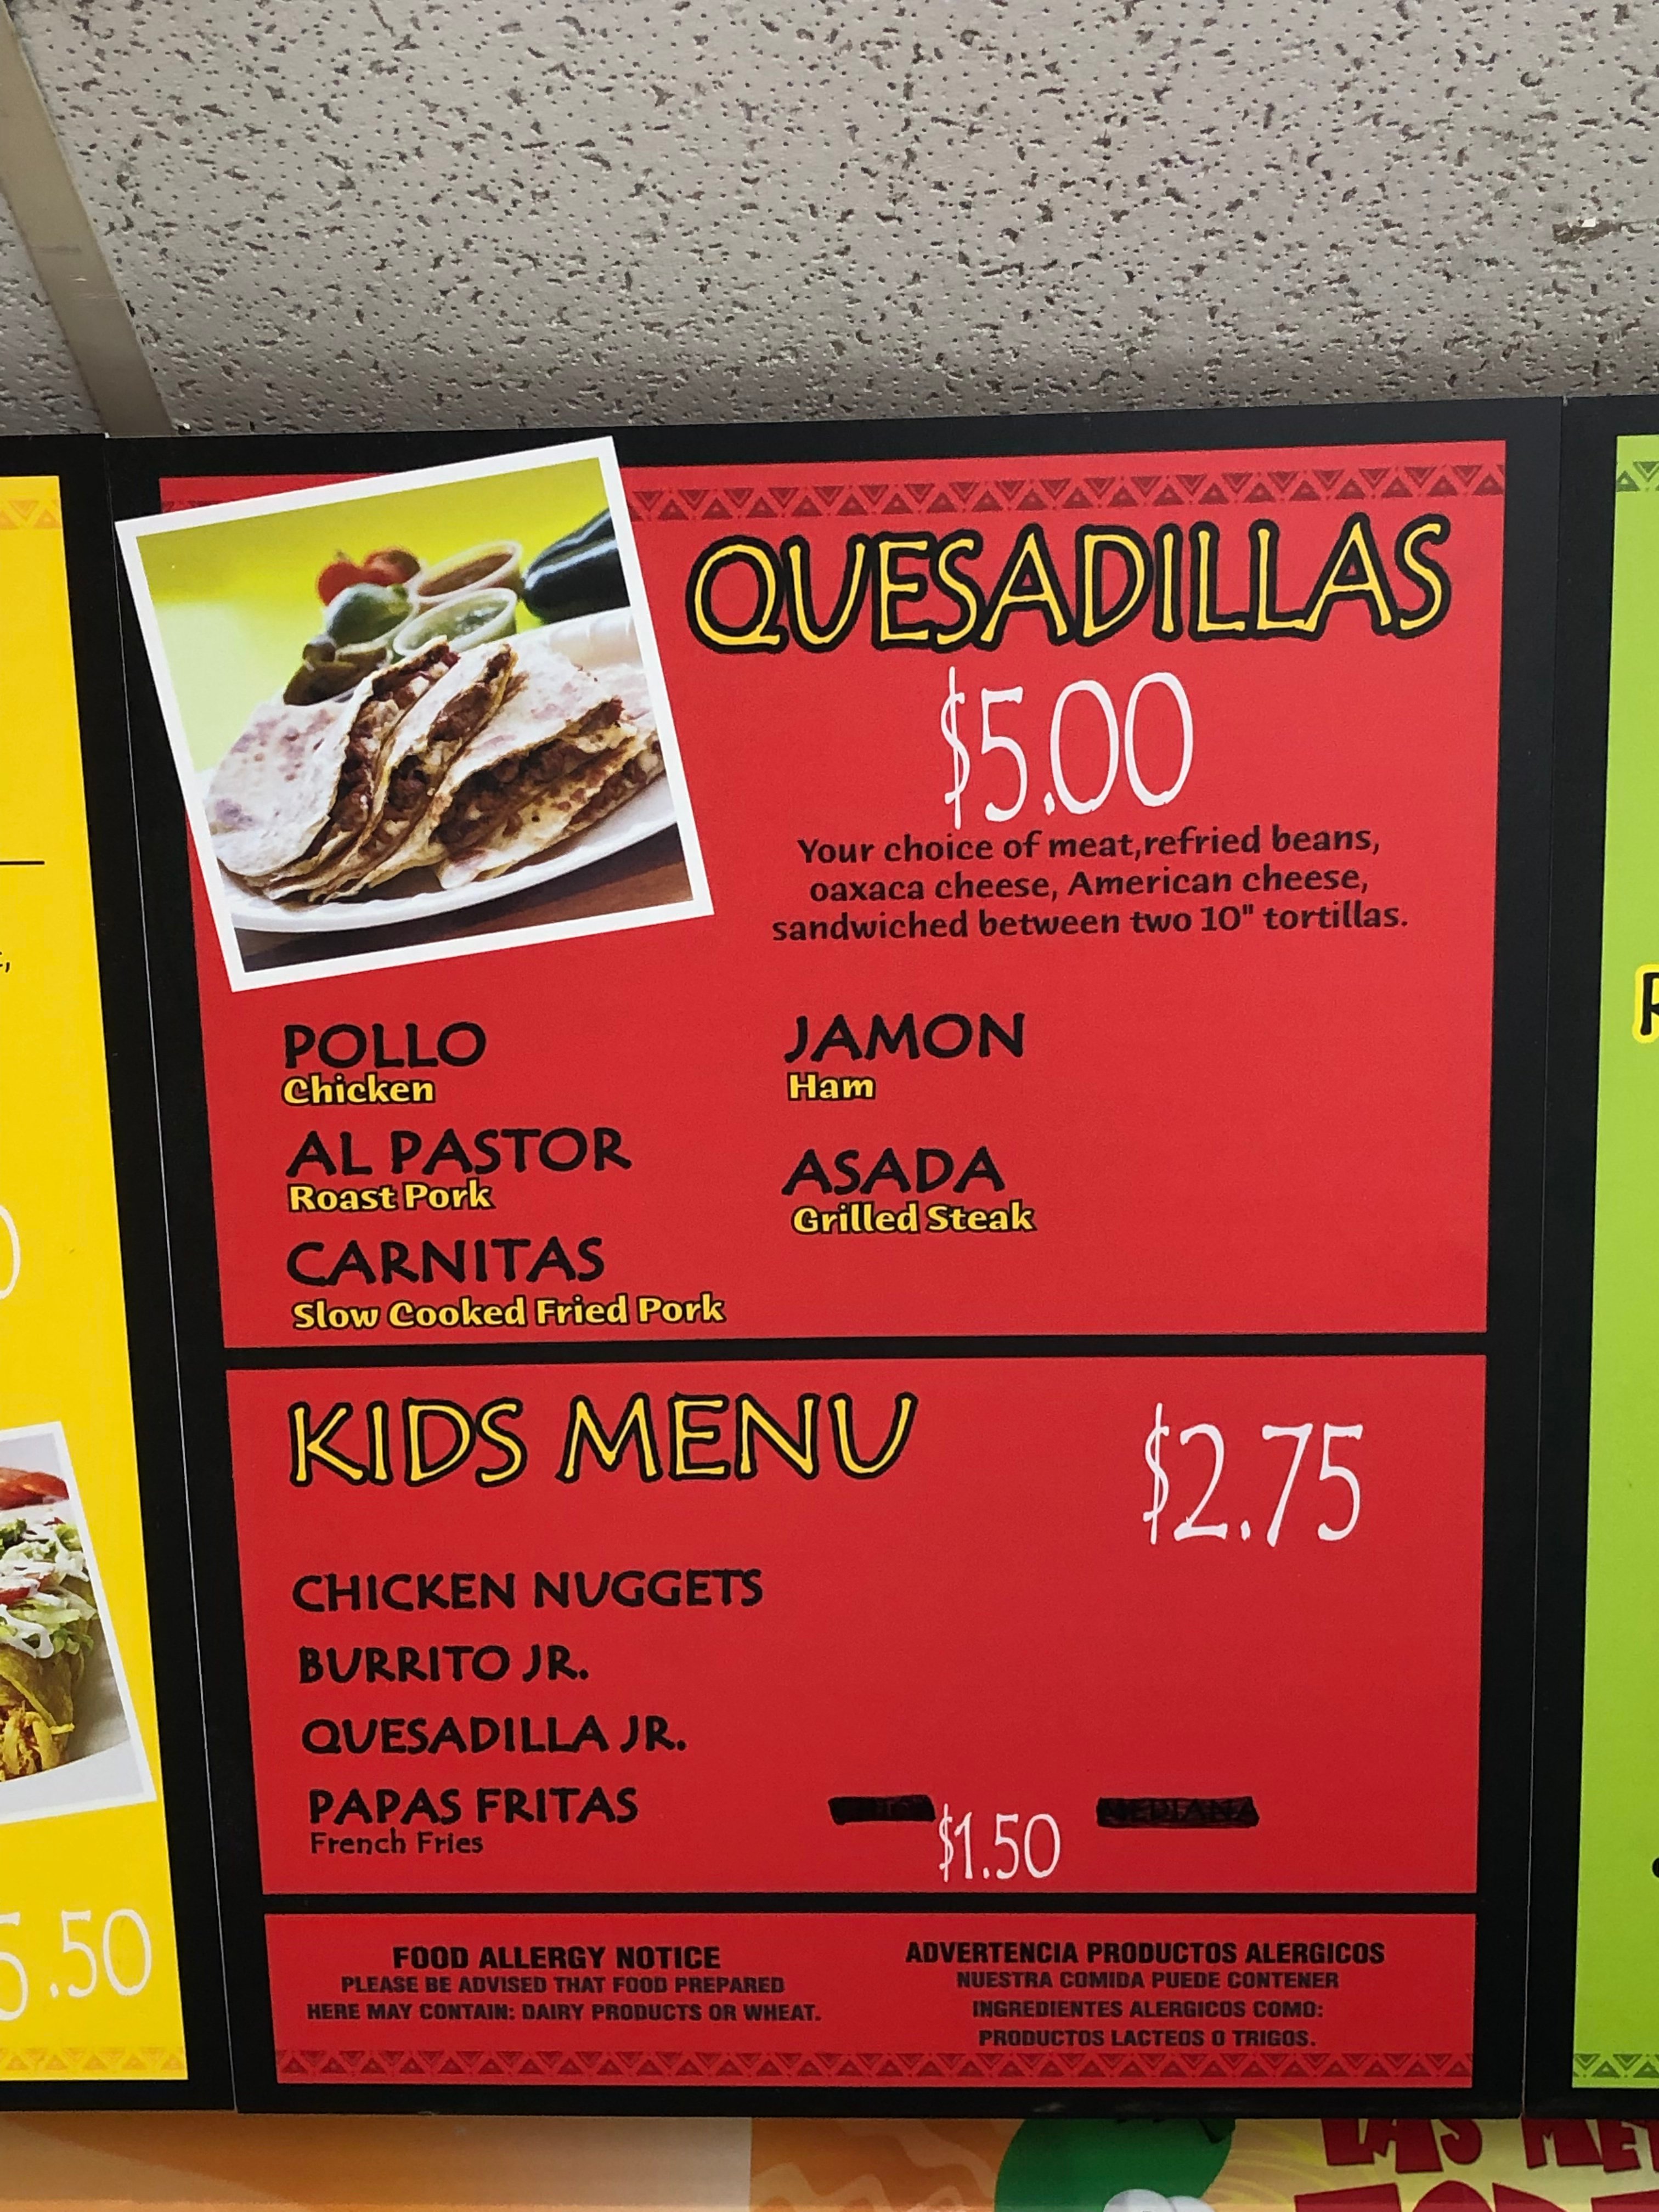 QUESADILLAS
$5.00
Your choice of meat,refried beans,
oaxaca cheese, American cheese,
sandwiched between two 10" tortillas.
POLLO
Chicken
AL PASTOR
Roast Pork
CARNITAS
Slow Cooked Fried Pork
JAMON
Ham
ASADA
Grilled Steak
KIDS MENU
$2.75
CHICKEN NUGGETS
BURRITO JR.
QUESADILLA JR.
PAPAS FRITAS
French Fries
MEDIANA
$1.50
FOOD ALLERGY NOTICE
PLEASE BE ADVISED THAT FOOD PREPARED
HERE MAY CONTAIN: DAIRY PRODUCTS OR WHEAT.
ADVERTENCIA PRODUCTOS ALERGICOS
NUESTRA COMIDA PUEDE CONTENER
INGREDIENTES ALERGICOS COMO:
PRODUCTOS LACTEOS O TRIGOS.
5.50
LAS